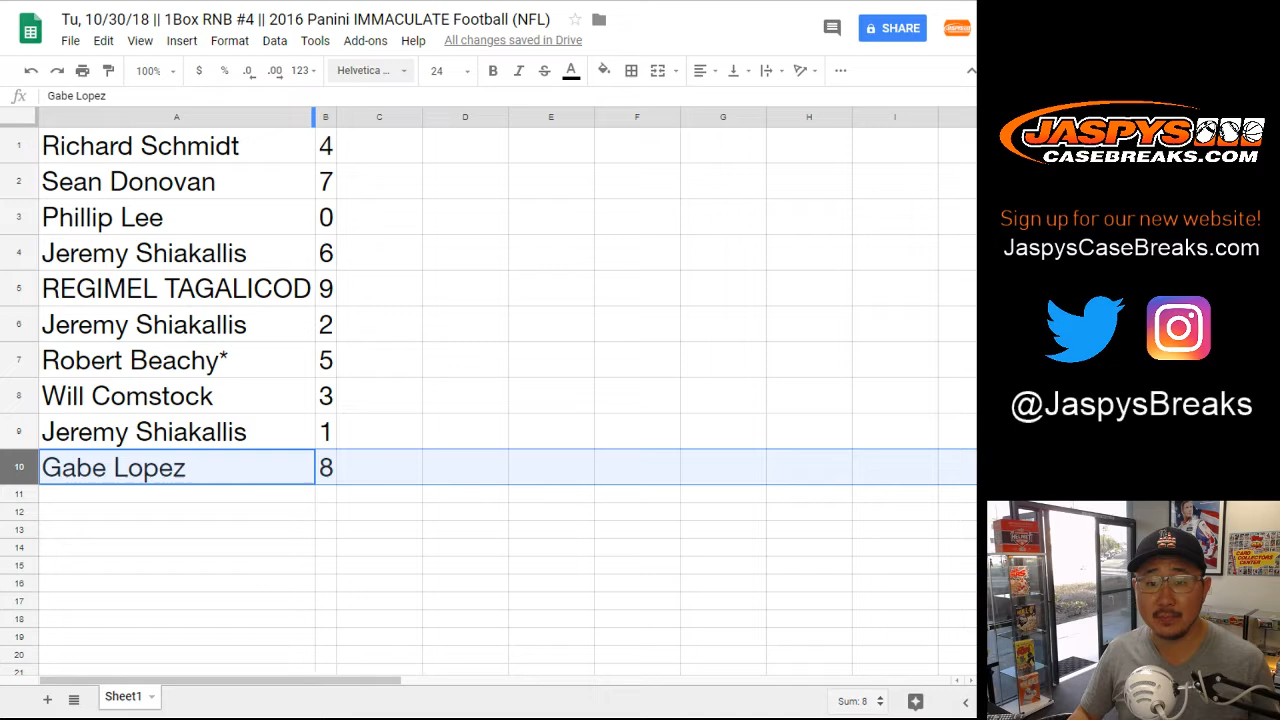 Tu, 10/30/18 || 1Box RNB #4 || 2016 Panini IMMACULATE Football (NFL)
File Edit View Insert Format Data Tools Add-ons Help All changes saved in Drive
SHARE
100% $ % .0 .00 123 Helvetica ... 24 B I S A
fx Gabe Lopez
A B C D E F G H I
1 Richard Schmidt 4
2 Sean Donovan 7
3 Phillip Lee 0
4 Jeremy Shiakallis 6
5 REGIMEL TAGALICOD 9
6 Jeremy Shiakallis 2
7 Robert Beachy* 5
8 Will Comstock 3
9 Jeremy Shiakallis 1
10 Gabe Lopez 8
11
12
13
14
15
16
17
18
19
20
21
Sheet1
Sum: 8
JASPYS
CASEBREAKS.COM
Sign up for our new website!
JaspysCaseBreaks.com
@JaspysBreaks
CARD COLLECTORS
CENTER